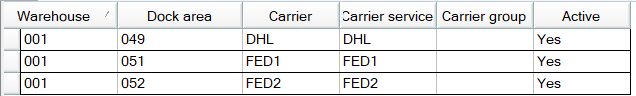 Warehouse Dock area Carrier Carrier service Carrier group Active
001 049 DHL DHL Yes
001 051 FED1 FED1 Yes
001 052 FED2 FED2 Yes